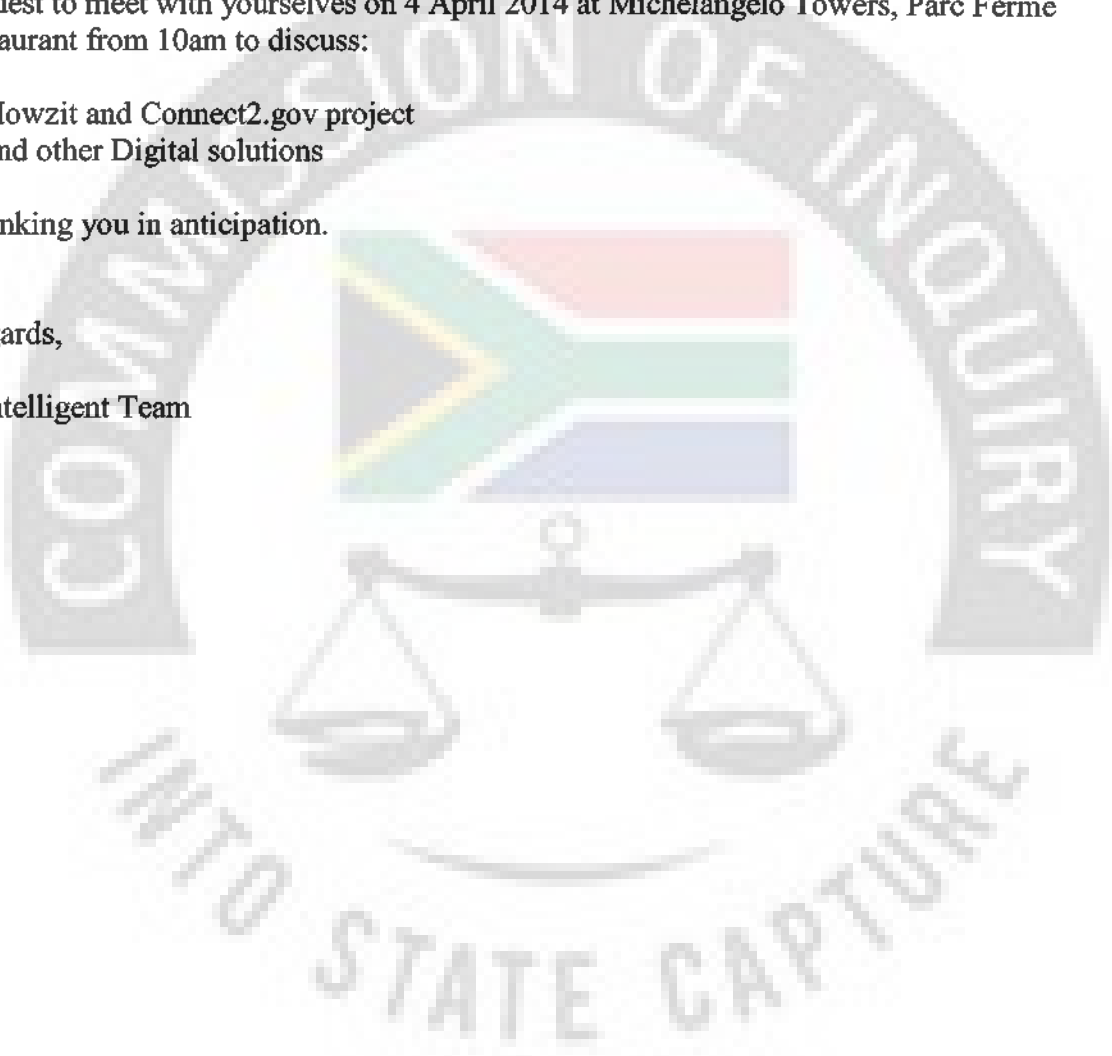 uest to meet with yourselves on 4 April 2014 at Michelangelo Towers, Parc Ferme
aurant from 10am to discuss:
Howzit and Connect2.gov project
nd other Digital solutions
nking you in anticipation.
ards,
ntelligent Team
COMMISSION OF INQUIRY
INTO STATE CAPTURE